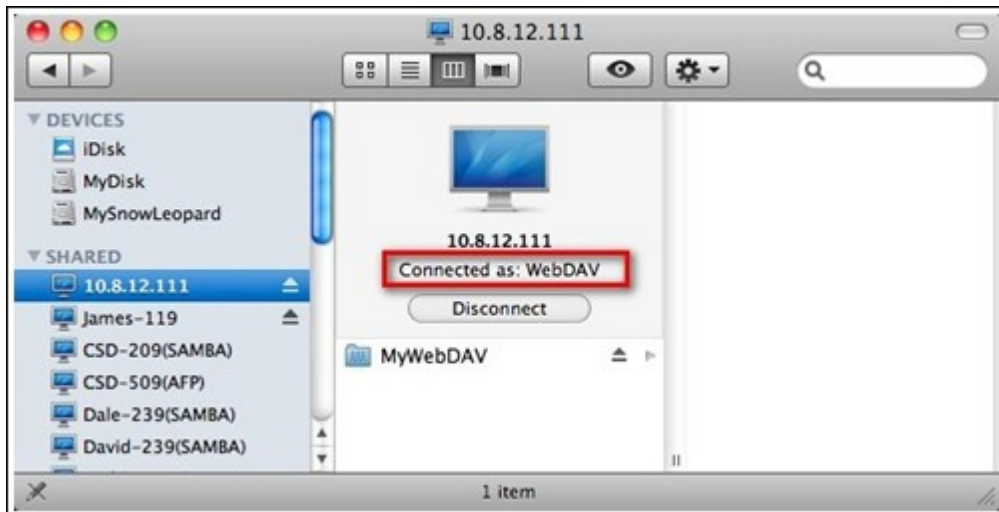 10.8.12.111
DEVICES
iDisk
MyDisk
MySnowLeopard
SHARED
10.8.12.111
James-119
CSD-209(SAMBA)
CSD-509(AFP)
Dale-239(SAMBA)
David-239(SAMBA)
10.8.12.111
Connected as: WebDAV
Disconnect
MyWebDAV
1 item